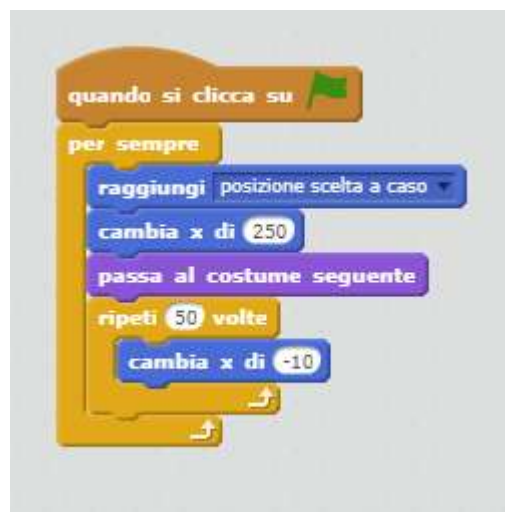 quando si clicca su
per sempre
raggiungi posizione scelta a caso
cambia x di 250
passa al costume seguente
ripeti 50 volte
cambia x di -10